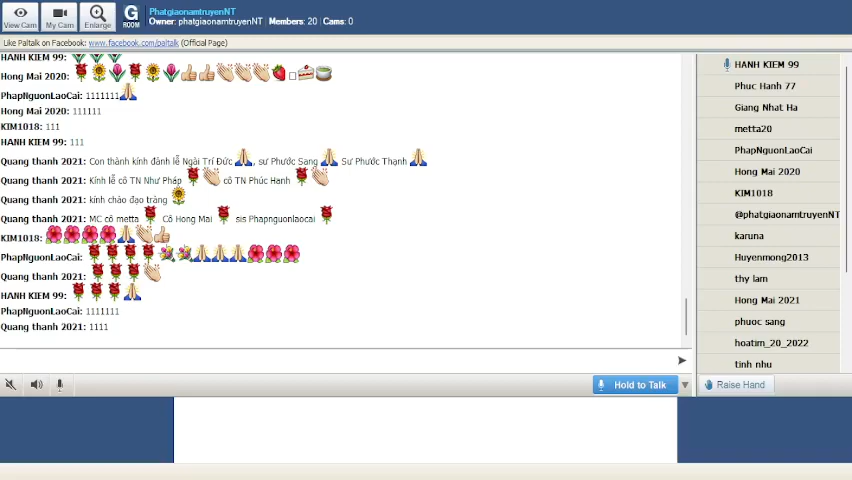 View Cam
My Cam
Enlarge
G
ROOM
PhatgiaonamtruyenNT
Owner: phatgiaonamtruyenNT | Members: 20 | Cams: 0
Like Paltalk on Facebook: www.facebook.com/paltalk (Official Page)
HANH KIEM 99:
Hong Mai 2020:
PhapNguonLaoCai: 1111111
Hong Mai 2020: 111111
KIM1018: 111
HANH KIEM 99: 111
Quang thanh 2021: Con thành kính đảnh lễ Ngài Trí Đức , sư Phước Sang Sư Phước Thạnh
Quang thanh 2021: Kính lễ cô TN Như Pháp cô TN Phúc Hạnh
Quang thanh 2021: kính chào đạo tràng
Quang thanh 2021: MC cô metta Cô Hong Mai sis Phapnguonlaocai
KIM1018:
PhapNguonLaoCai:
Quang thanh 2021:
HANH KIEM 99:
PhapNguonLaoCai: 1111111
Quang thanh 2021: 1111
Hold to Talk
HANH KIEM 99
Phuc Hanh 77
Giang Nhat Ha
metta20
PhapNguonLaoCai
Hong Mai 2020
KIM1018
@phatgiaonamtruyenNT
karuna
Huyenmong2013
thy lam
Hong Mai 2021
phuoc sang
hoatim_20_2022
tinh nhu
Raise Hand